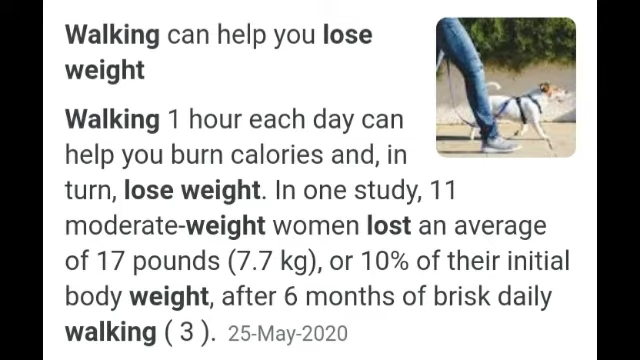 Walking can help you lose
weight
Walking 1 hour each day can
help you burn calories and, in
turn, lose weight. In one study, 11
moderate-weight women lost an average
of 17 pounds (7.7 kg), or 10% of their initial
body weight, after 6 months of brisk daily
walking ( 3 ). 25-May-2020